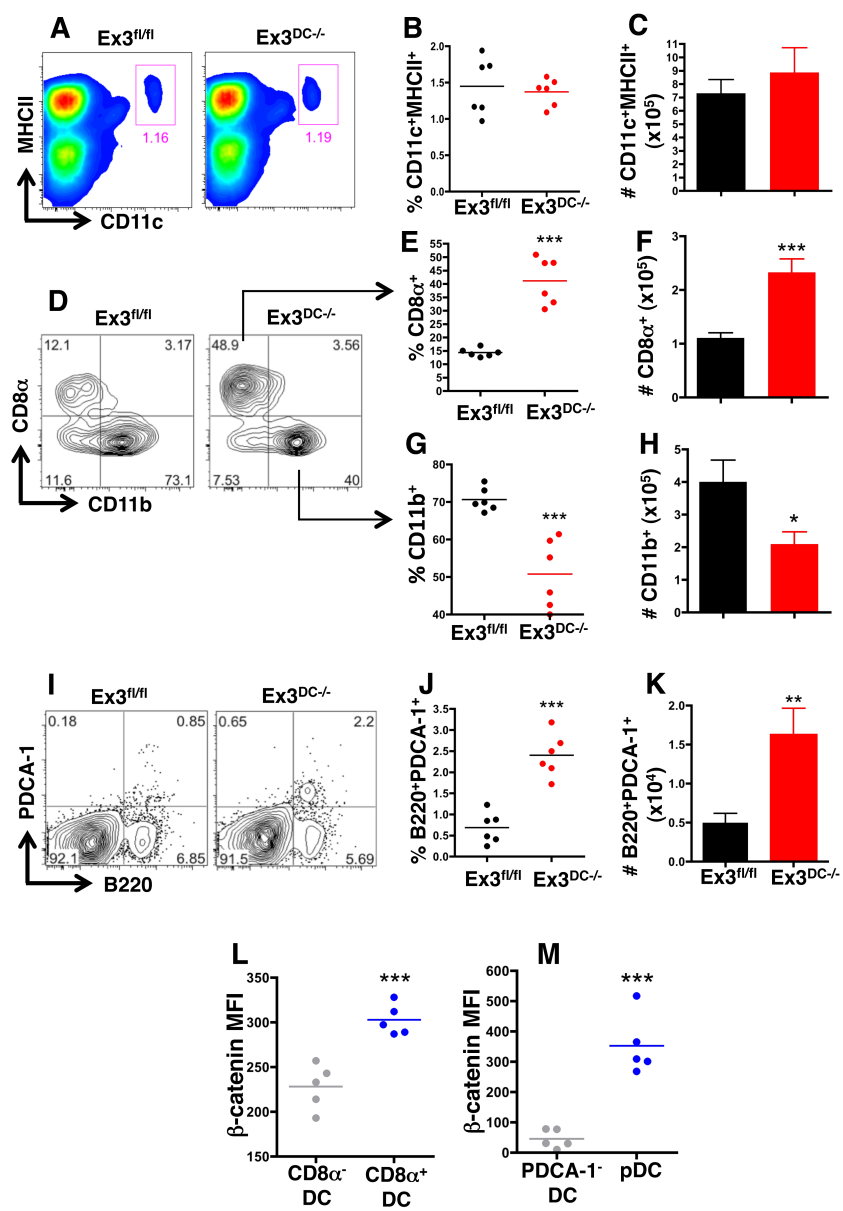 A
Ex3fl/fl
Ex3DC-/-
MHCII
CD11c
1.16
1.19
B
% CD11c+MHCII+
2.0
1.5
1.0
0.5
0.0
Ex3fl/fl
Ex3DC-/-
C
# CD11c+MHCII+
(x105)
11
10
9
8
7
6
5
4
3
2
1
0
D
Ex3fl/fl
Ex3DC-/-
CD8α
CD11b
12.1
3.17
11.6
73.1
48.9
3.56
7.53
40
E
***
% CD8α+
55
50
45
40
35
30
25
20
15
10
5
0
Ex3fl/fl
Ex3DC-/-
F
***
# CD8α+ (x105)
3
2
1
0
G
***
% CD11b+
80
70
60
50
40
Ex3fl/fl
Ex3DC-/-
H
*
# CD11b+ (x105)
5
4
3
2
1
0
I
Ex3fl/fl
Ex3DC-/-
PDCA-1
B220
0.18
0.85
92.1
6.85
0.65
2.2
91.5
5.69
J
***
% B220+PDCA-1+
3.5
3.0
2.5
2.0
1.5
1.0
0.5
0.0
Ex3fl/fl
Ex3DC-/-
K
**
# B220+PDCA-1+
(x104)
2.0
1.5
1.0
0.5
0.0
Ex3fl/fl
Ex3DC-/-
L
***
β-catenin MFI
350
300
250
200
150
CD8α-
DC
CD8α+
DC
M
***
β-catenin MFI
600
500
400
300
200
100
0
PDCA-1-
DC
pDC